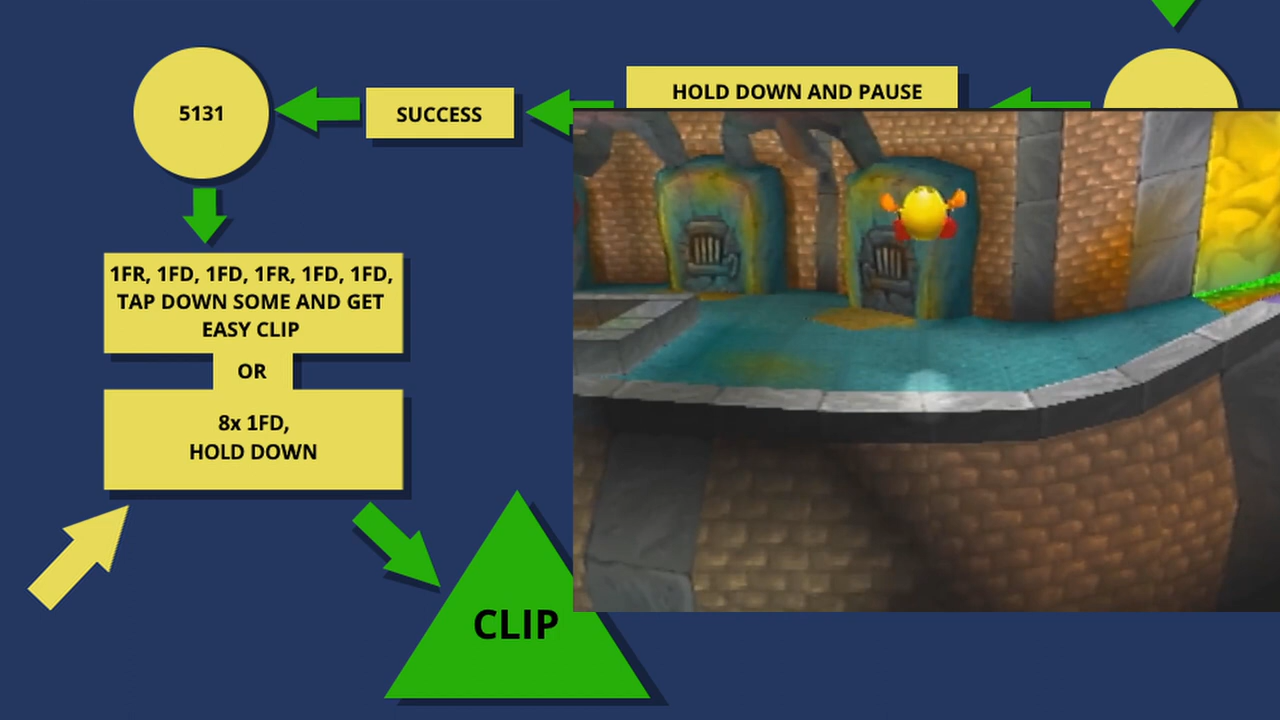 HOLD DOWN AND PAUSE
5131
SUCCESS
1FR, 1FD, 1FD, 1FR, 1FD, 1FD,
TAP DOWN SOME AND GET
EASY CLIP
OR
8x 1FD,
HOLD DOWN
CLIP